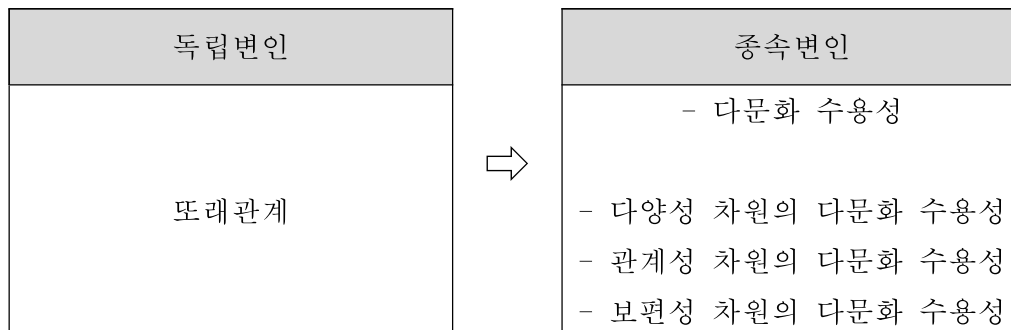 독립변인
또래관계
종속변인
- 다문화 수용성
- 다양성 차원의 다문화 수용성
- 관계성 차원의 다문화 수용성
- 보편성 차원의 다문화 수용성